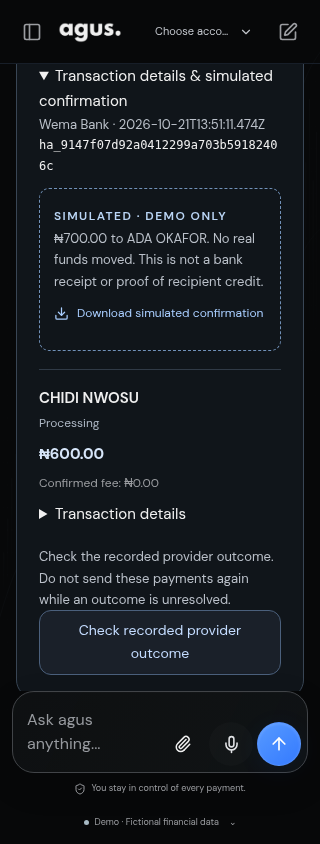 agus.
Choose acco...
▼ Transaction details & simulated
confirmation
Wema Bank · 2026-10-21T13:51:11.474Z
ha_9147f07d92a0412299a703b5918240
6c
SIMULATED · DEMO ONLY
₦700.00 to ADA OKAFOR. No real
funds moved. This is not a bank
receipt or proof of recipient credit.
Download simulated confirmation
CHIDI NWOSU
Processing
₦600.00
Confirmed fee: ₦0.00
▶ Transaction details
Check the recorded provider outcome.
Do not send these payments again
while an outcome is unresolved.
Check recorded provider
outcome
Ask agus
anything...
You stay in control of every payment.
Demo · Fictional financial data